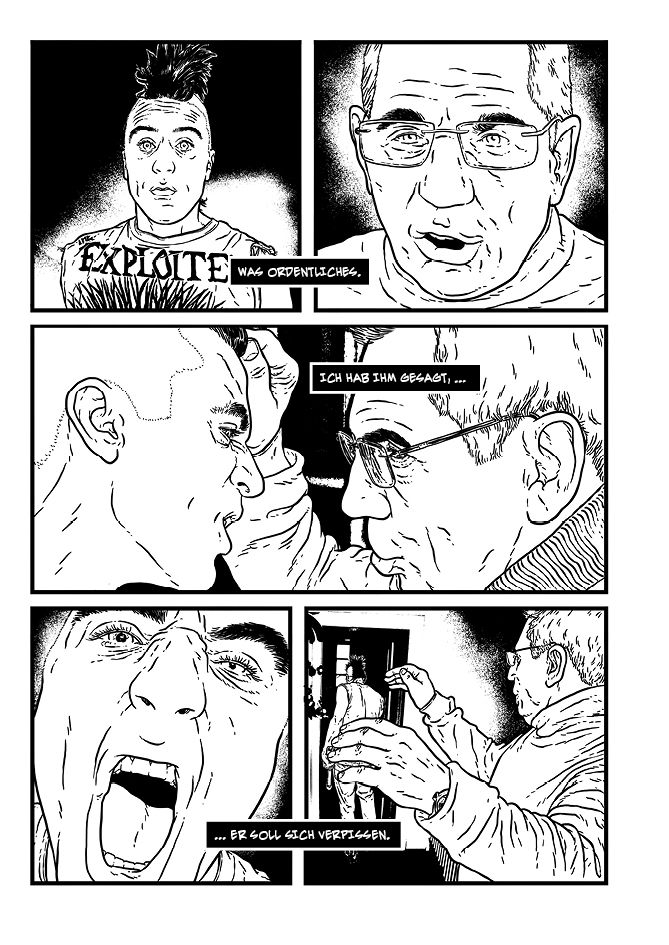 EXPLOITE
WAS ORDENTLICHES.
ICH HAB IHM GESAGT, ...
... ER SOLL SICH VERPISSEN.